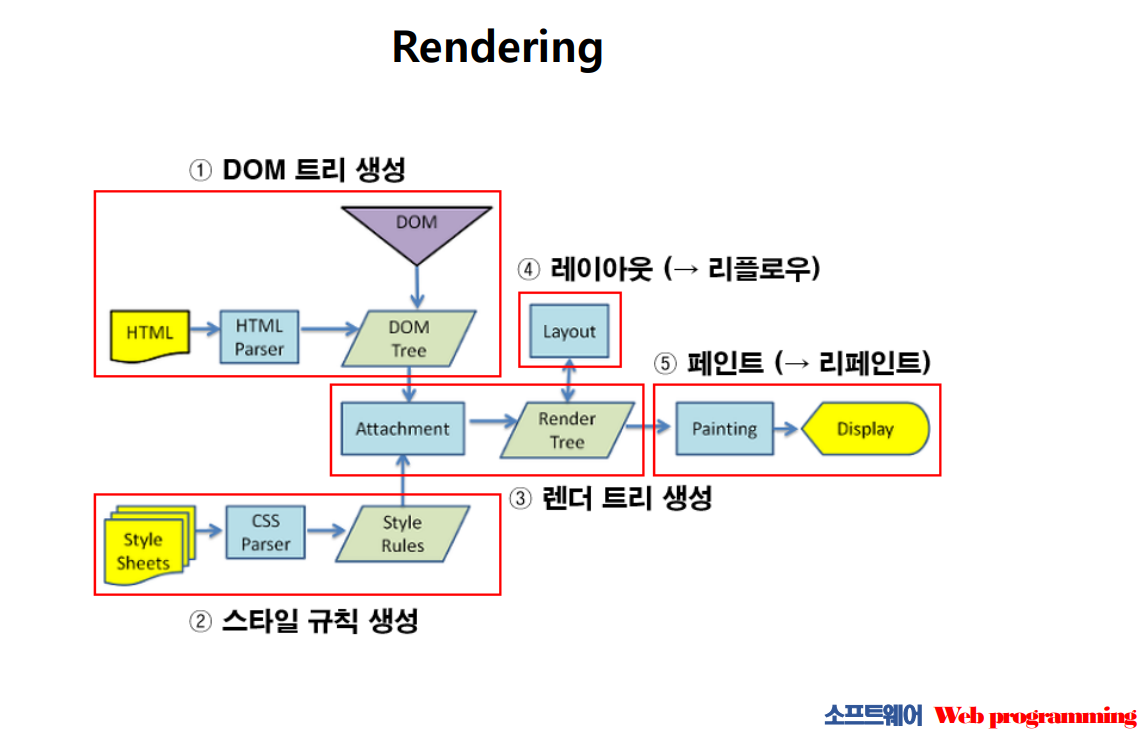 Rendering
① DOM 트리 생성
DOM
HTML
HTML
Parser
DOM
Tree
④ 레이아웃 (→ 리플로우)
Layout
⑤ 페인트 (→ 리페인트)
Attachment
Render
Tree
Painting
Display
③ 렌더 트리 생성
Style
Sheets
CSS
Parser
Style
Rules
② 스타일 규칙 생성
소프트웨어 Web programming